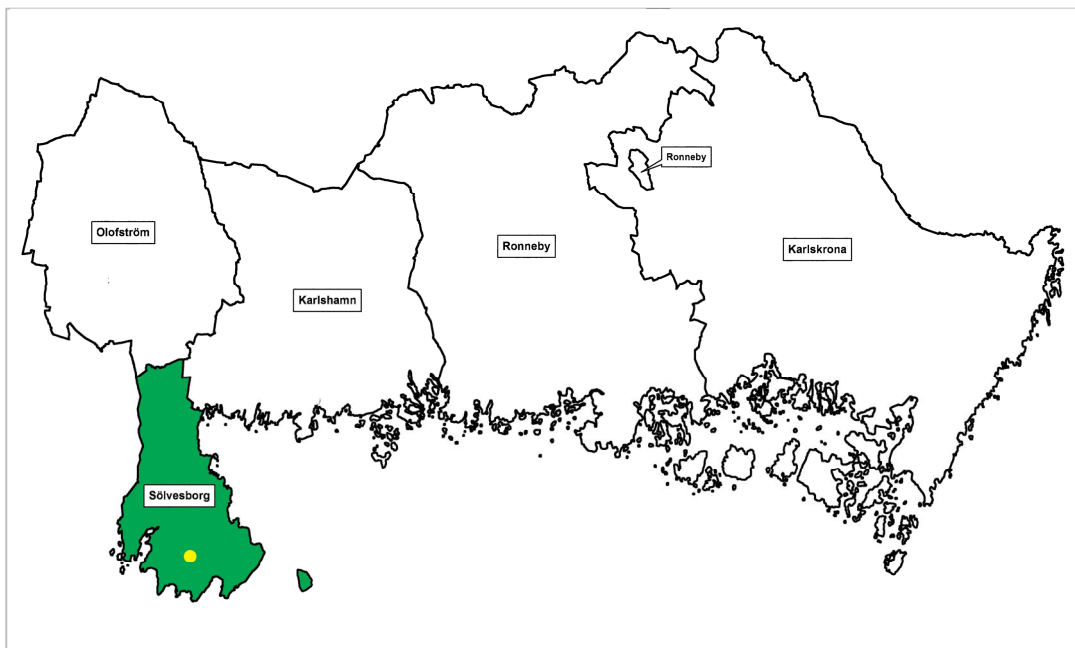 Ronneby
Olofström
Ronneby
Karlskrona
Karlshamn
Sölvesborg